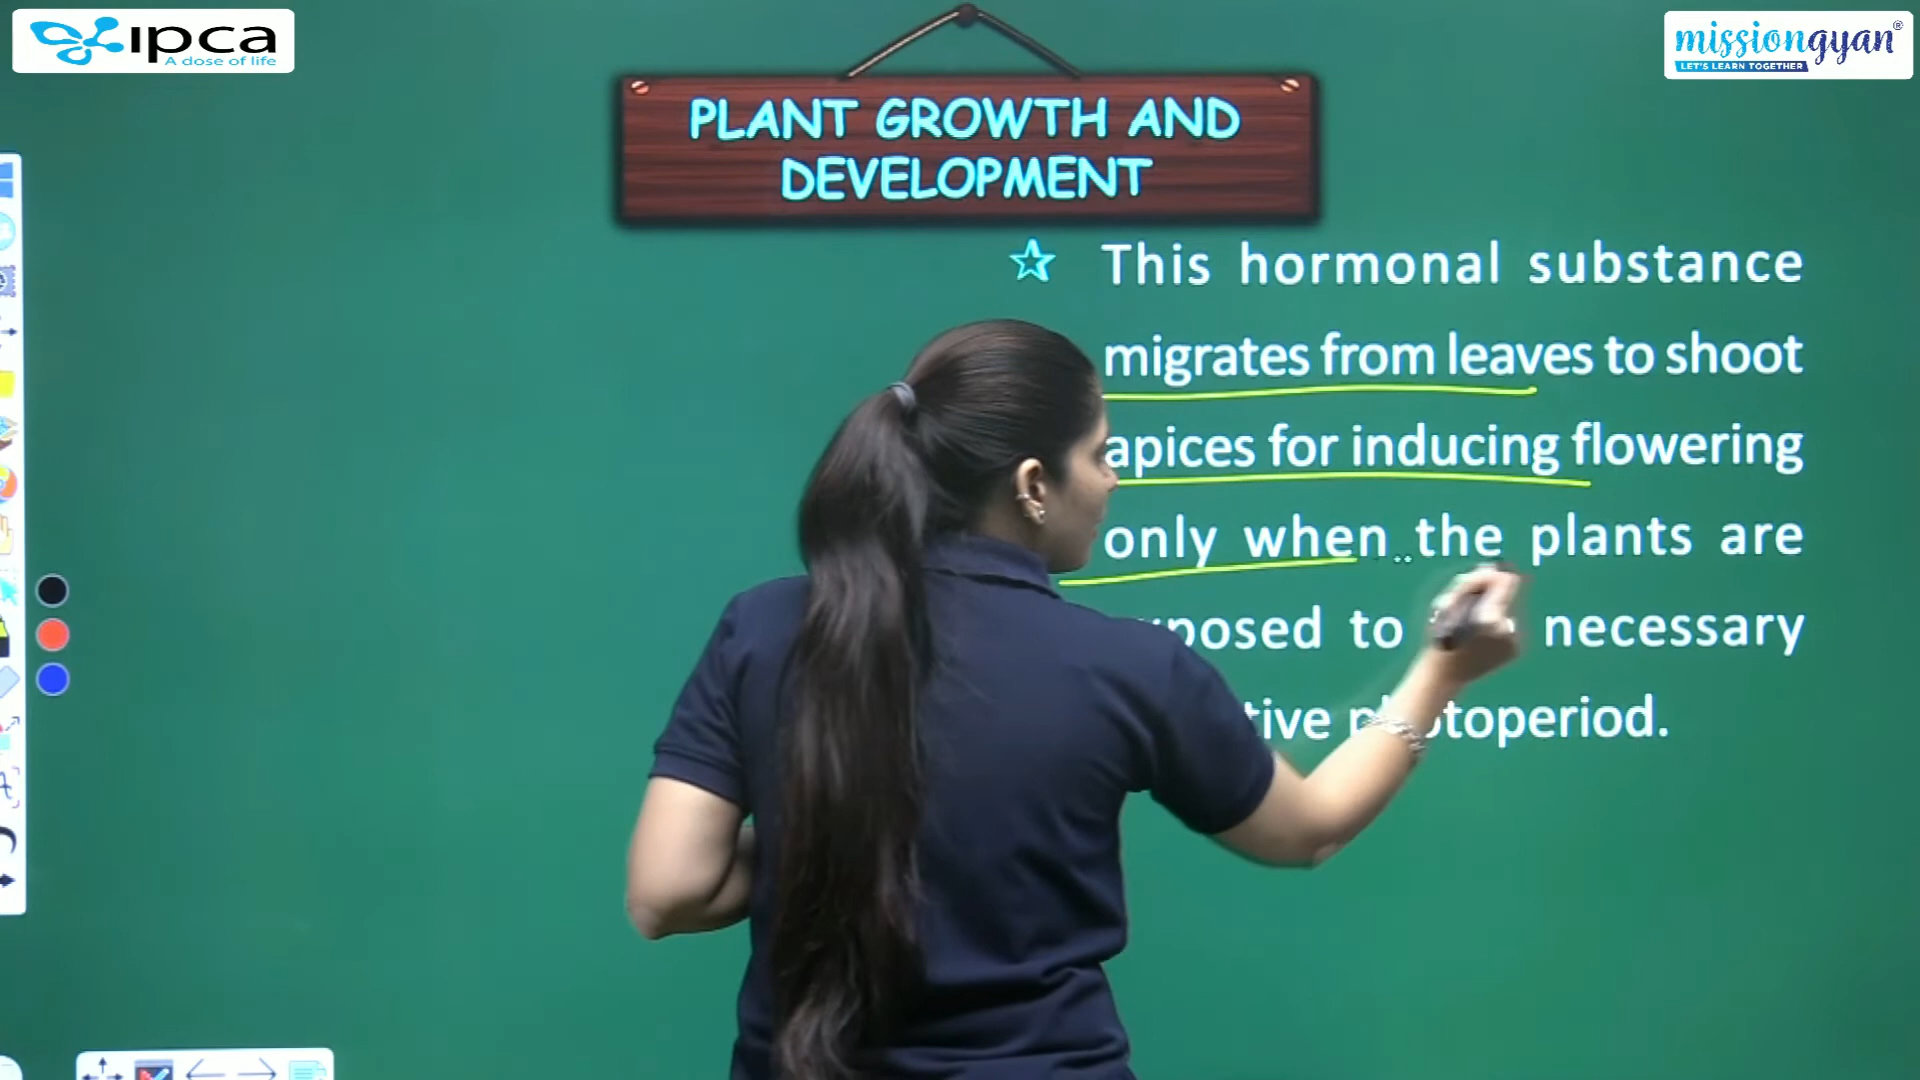 ipca
A dose of life
missiongyan®
LET'S LEARN TOGETHER
PLANT GROWTH AND
DEVELOPMENT
This hormonal substance
migrates from leaves to shoot
apices for inducing flowering
only when the plants are
to necessary